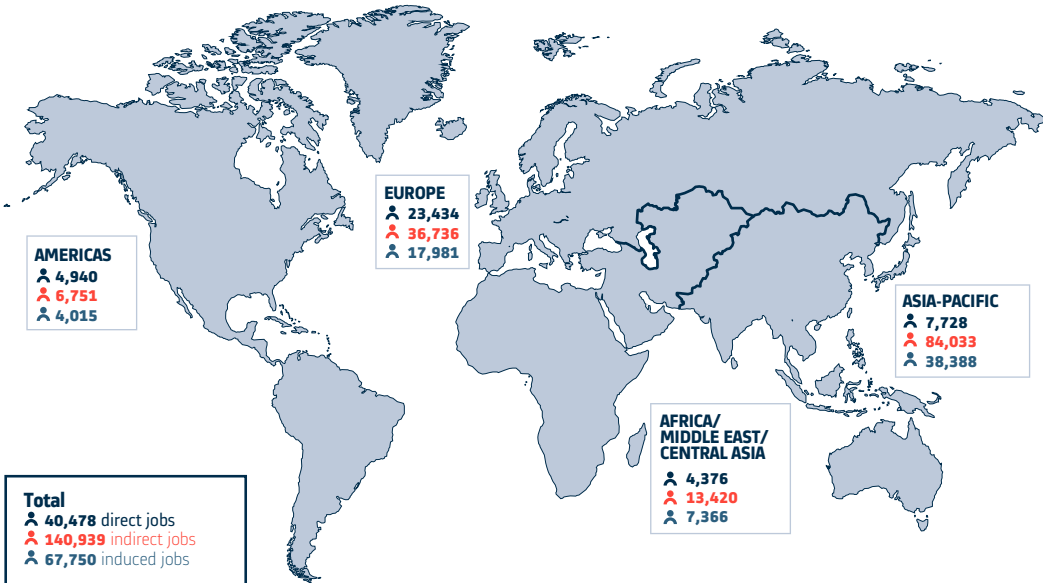 EUROPE
23,434
36,736
17,981
AMERICAS
4,940
6,751
4,015
ASIA-PACIFIC
7,728
84,033
38,388
AFRICA/
MIDDLE EAST/
CENTRAL ASIA
4,376
13,420
7,366
Total
40,478 direct jobs
140,939 indirect jobs
67,750 induced jobs